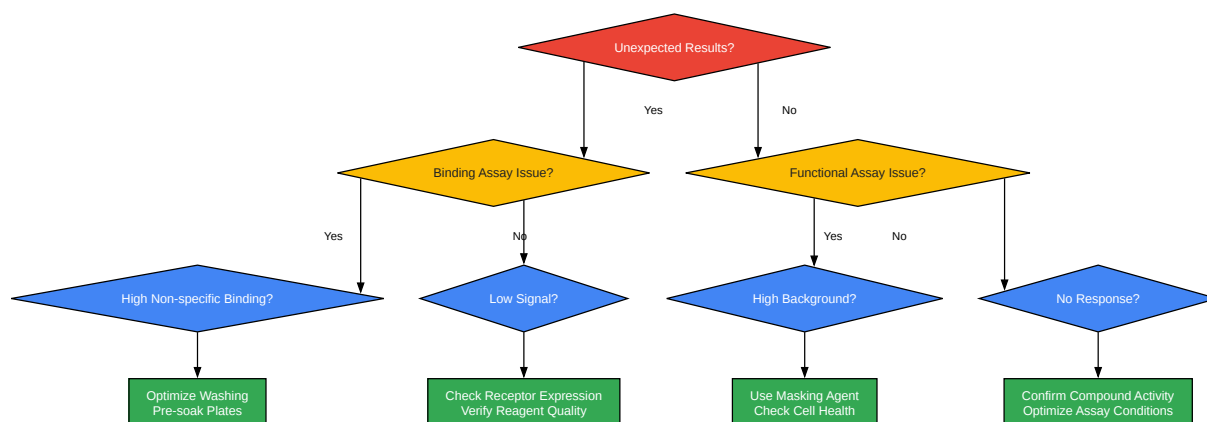 Unexpected Results?
Yes
No
Binding Assay Issue?
Functional Assay Issue?
Yes
No
Yes
No
High Non-specific Binding?
Low Signal?
High Background?
No Response?
Optimize Washing
Pre-soak Plates
Check Receptor Expression
Verify Reagent Quality
Use Masking Agent
Check Cell Health
Confirm Compound Activity
Optimize Assay Conditions